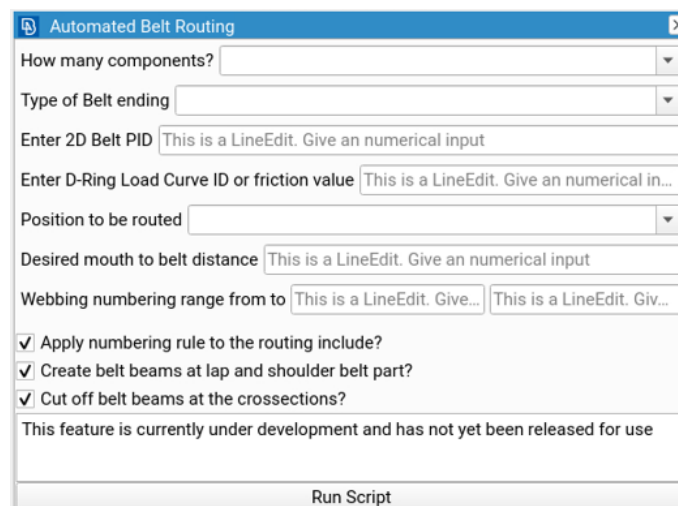 Automated Belt Routing
How many components?
Type of Belt ending
Enter 2D Belt PID This is a LineEdit. Give an numerical input
Enter D-Ring Load Curve ID or friction value This is a LineEdit. Give an numerical in...
Position to be routed
Desired mouth to belt distance This is a LineEdit. Give an numerical input
Webbing numbering range from to This is a LineEdit. Give... This is a LineEdit. Giv...
Apply numbering rule to the routing include?
Create belt beams at lap and shoulder belt part?
Cut off belt beams at the crossections?
This feature is currently under development and has not yet been released for use
Run Script